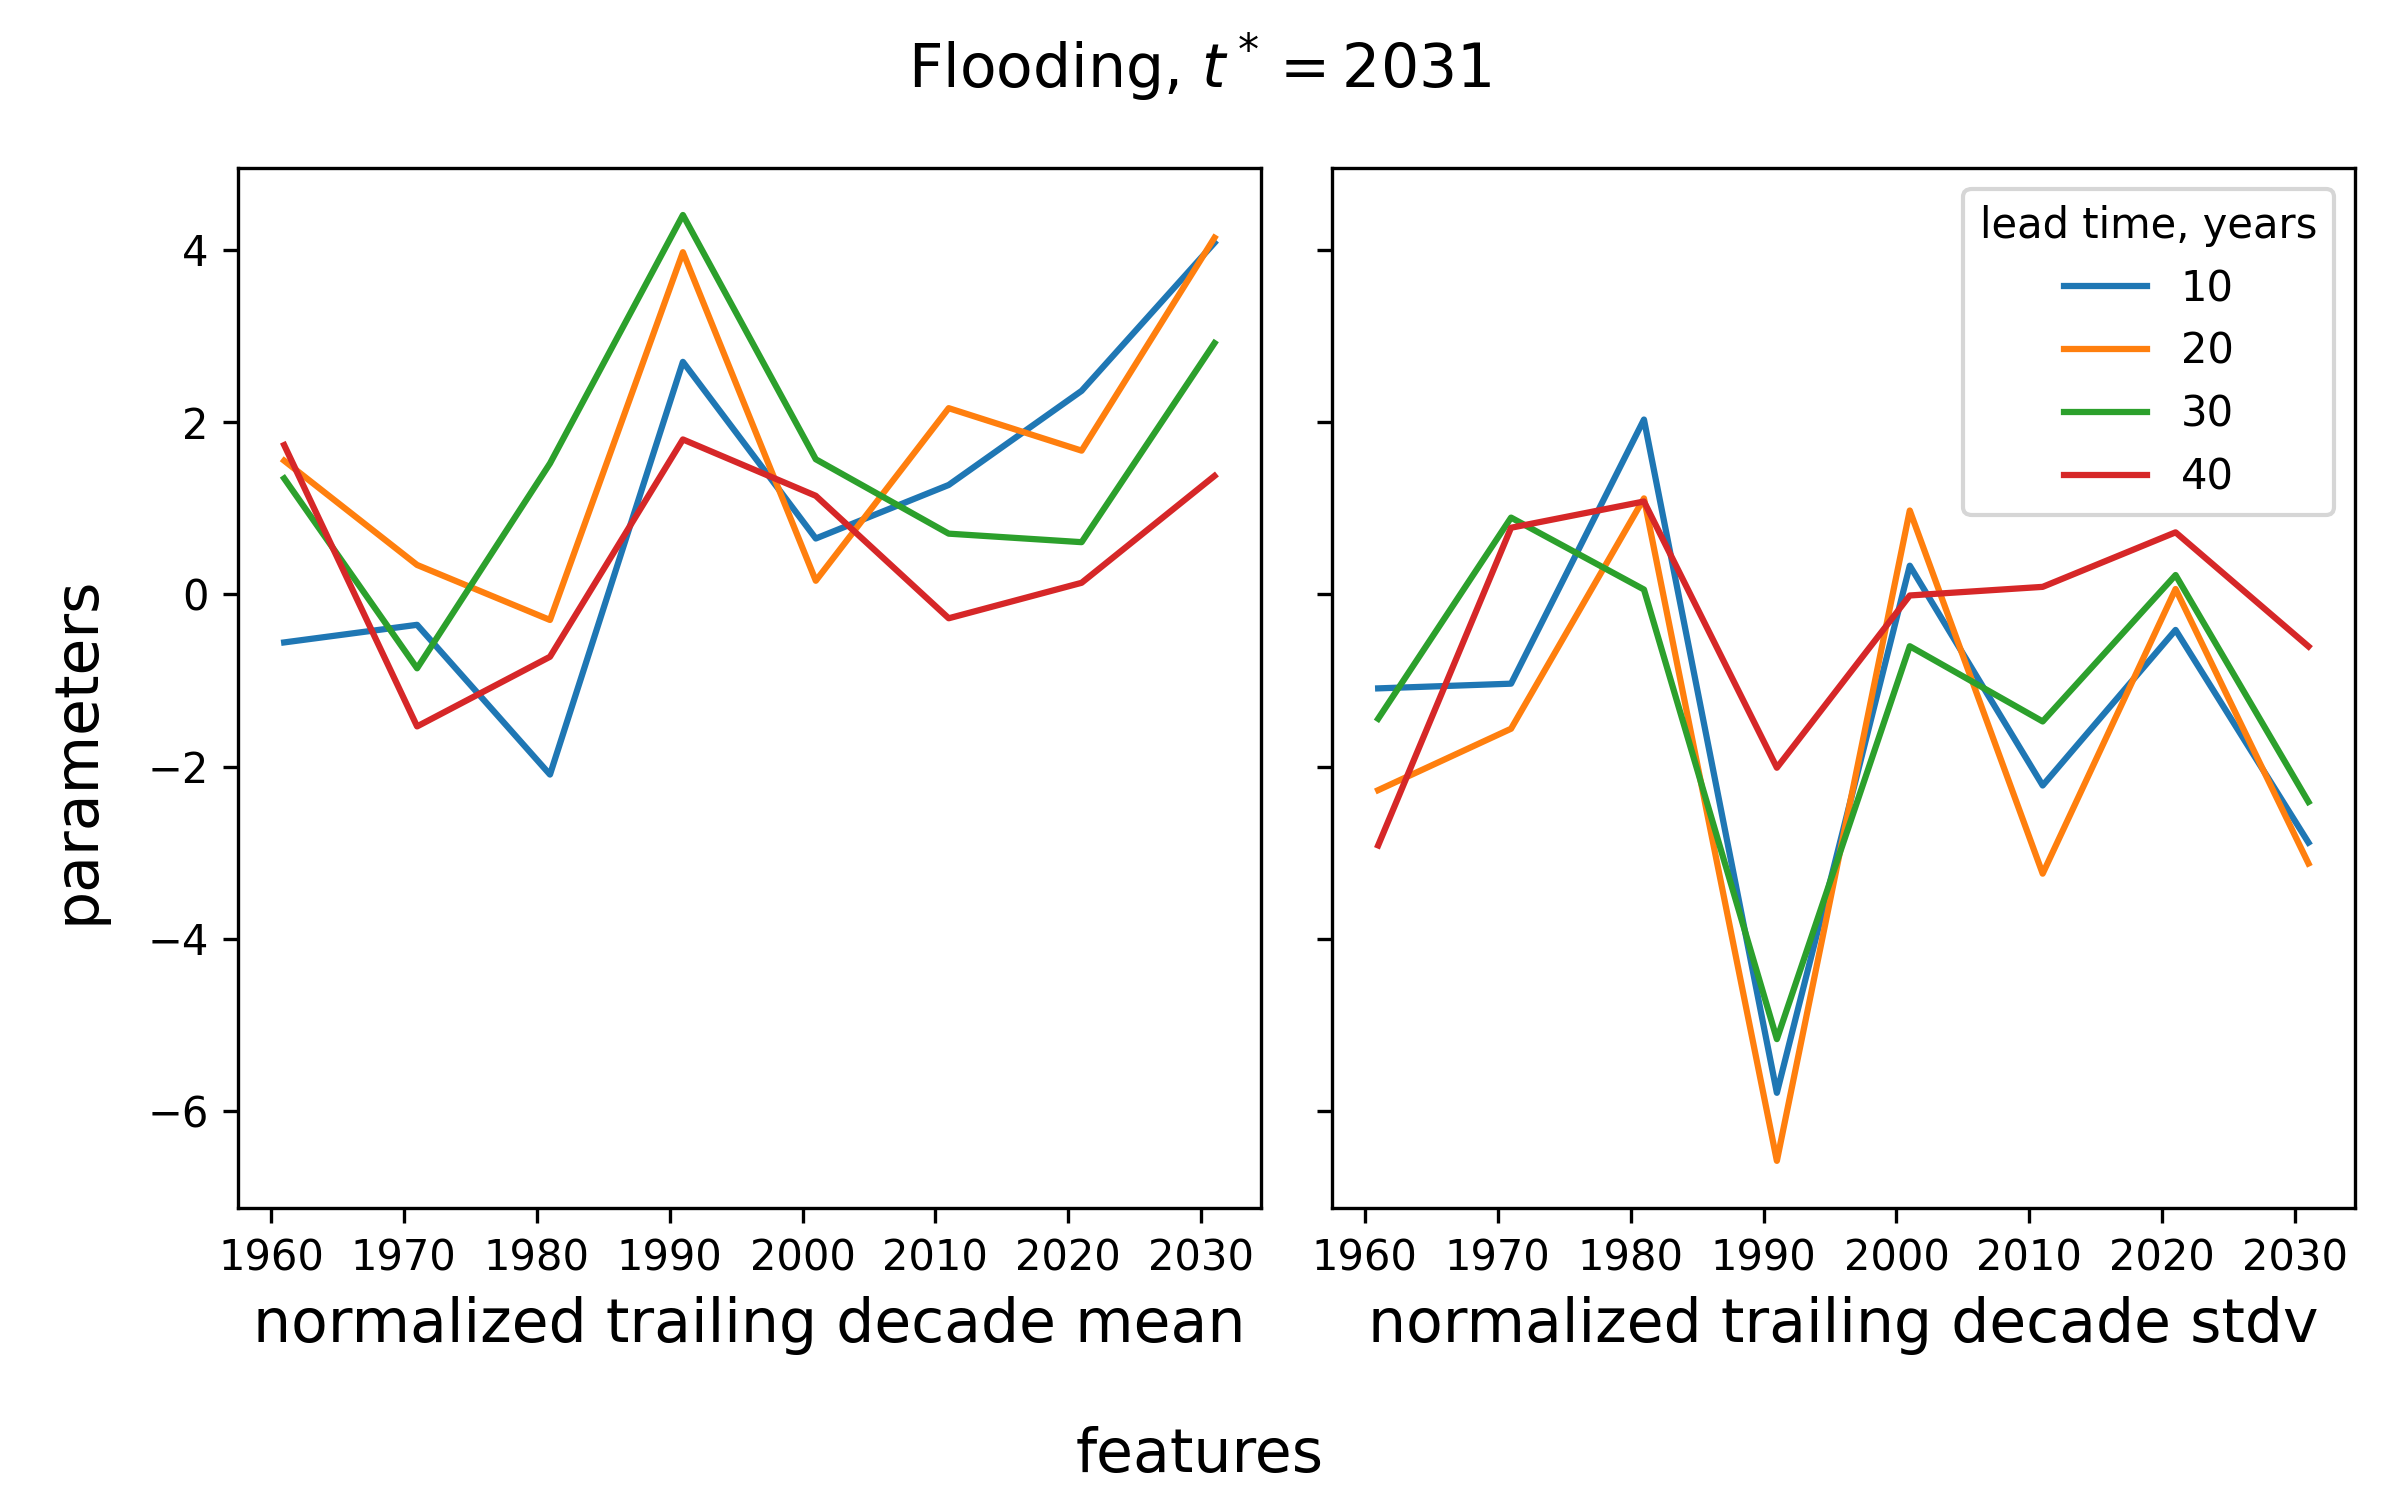 Flooding, t* = 2031
parameters
4
2
0
−2
−4
−6
1960 1970 1980 1990 2000 2010 2020 2030
normalized trailing decade mean
lead time, years
10
20
30
40
1960 1970 1980 1990 2000 2010 2020 2030
normalized trailing decade stdv
features